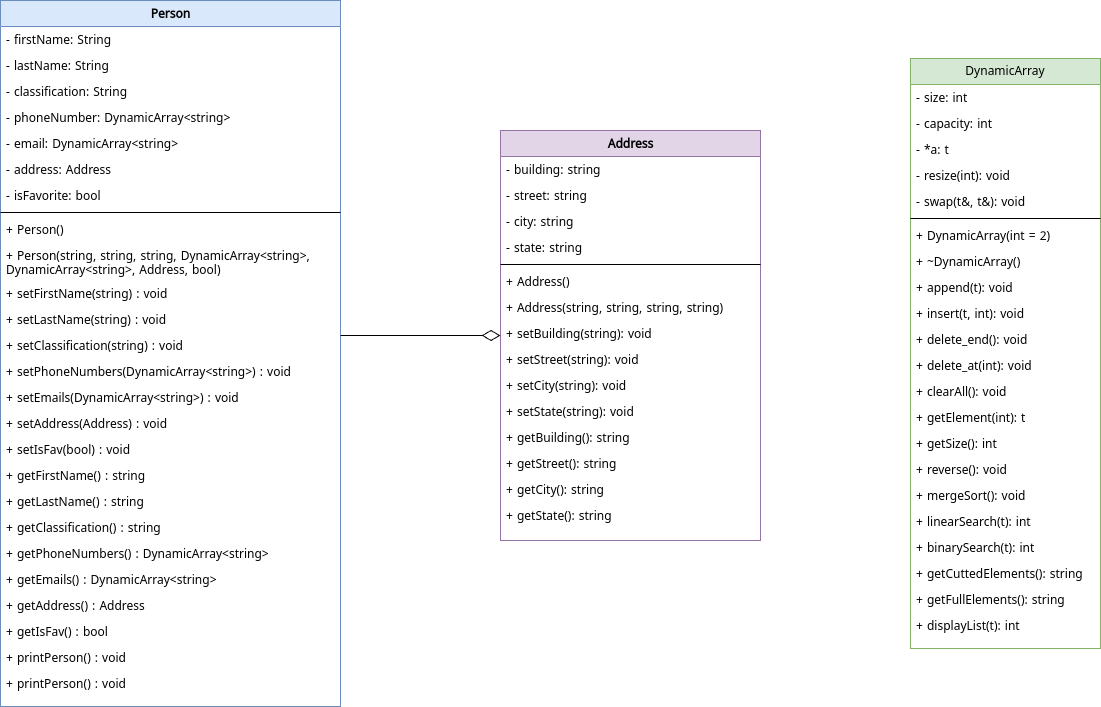 Person
- firstName: String
- lastName: String
- classification: String
- phoneNumber: DynamicArray<string>
- email: DynamicArray<string>
- address: Address
- isFavorite: bool
+ Person()
+ Person(string, string, string, DynamicArray<string>,
DynamicArray<string>, Address, bool)
+ setFirstName(string) : void
+ setLastName(string) : void
+ setClassification(string) : void
+ setPhoneNumbers(DynamicArray<string>) : void
+ setEmails(DynamicArray<string>) : void
+ setAddress(Address) : void
+ setIsFav(bool) : void
+ getFirstName() : string
+ getLastName() : string
+ getClassification() : string
+ getPhoneNumbers() : DynamicArray<string>
+ getEmails() : DynamicArray<string>
+ getAddress() : Address
+ getIsFav() : bool
+ printPerson() : void
+ printPerson() : void
Address
- building: string
- street: string
- city: string
- state: string
+ Address()
+ Address(string, string, string, string)
+ setBuilding(string): void
+ setStreet(string): void
+ setCity(string): void
+ setState(string): void
+ getBuilding(): string
+ getStreet(): string
+ getCity(): string
+ getState(): string
DynamicArray
- size: int
- capacity: int
- *a: t
- resize(int): void
- swap(t&, t&): void
+ DynamicArray(int = 2)
+ ~DynamicArray()
+ append(t): void
+ insert(t, int): void
+ delete_end(): void
+ delete_at(int): void
+ clearAll(): void
+ getElement(int): t
+ getSize(): int
+ reverse(): void
+ mergeSort(): void
+ linearSearch(t): int
+ binarySearch(t): int
+ getCuttedElements(): string
+ getFullElements(): string
+ displayList(t): int